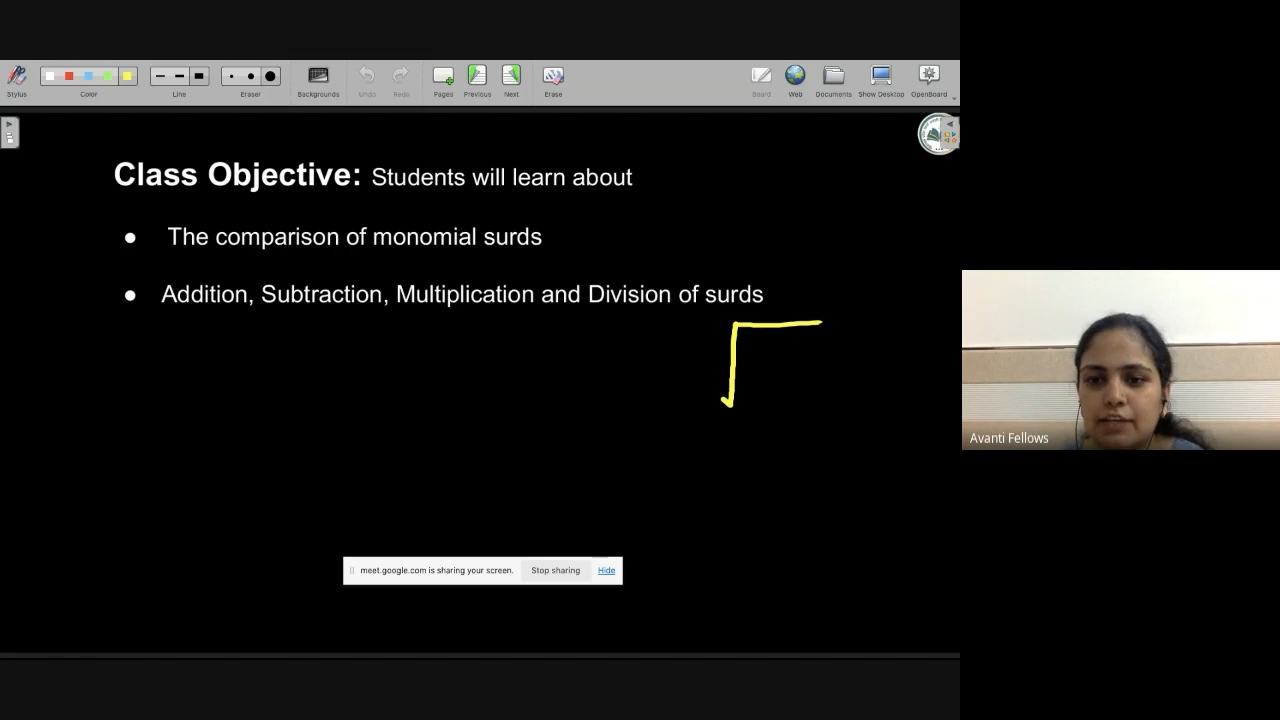 Stylus Color Line Eraser Backgrounds Undo Redo Pages Previous Next Erase Board Web Documents Show Desktop OpenBoard
Class Objective: Students will learn about
● The comparison of monomial surds
● Addition, Subtraction, Multiplication and Division of surds
√
Avanti Fellows
meet.google.com is sharing your screen. Stop sharing Hide